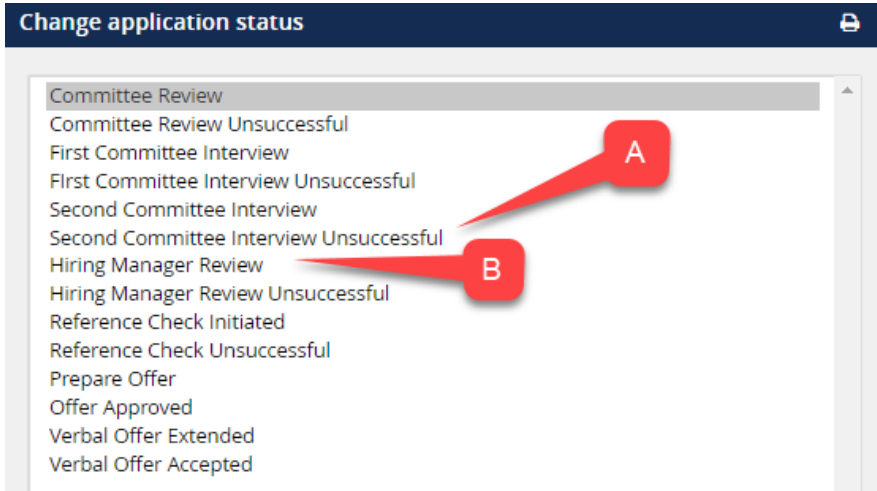 Change application status
Committee Review
Committee Review Unsuccessful
First Committee Interview
FIrst Committee Interview Unsuccessful
Second Committee Interview
Second Committee Interview Unsuccessful
Hiring Manager Review
Hiring Manager Review Unsuccessful
Reference Check Initiated
Reference Check Unsuccessful
Prepare Offer
Offer Approved
Verbal Offer Extended
Verbal Offer Accepted
A
B